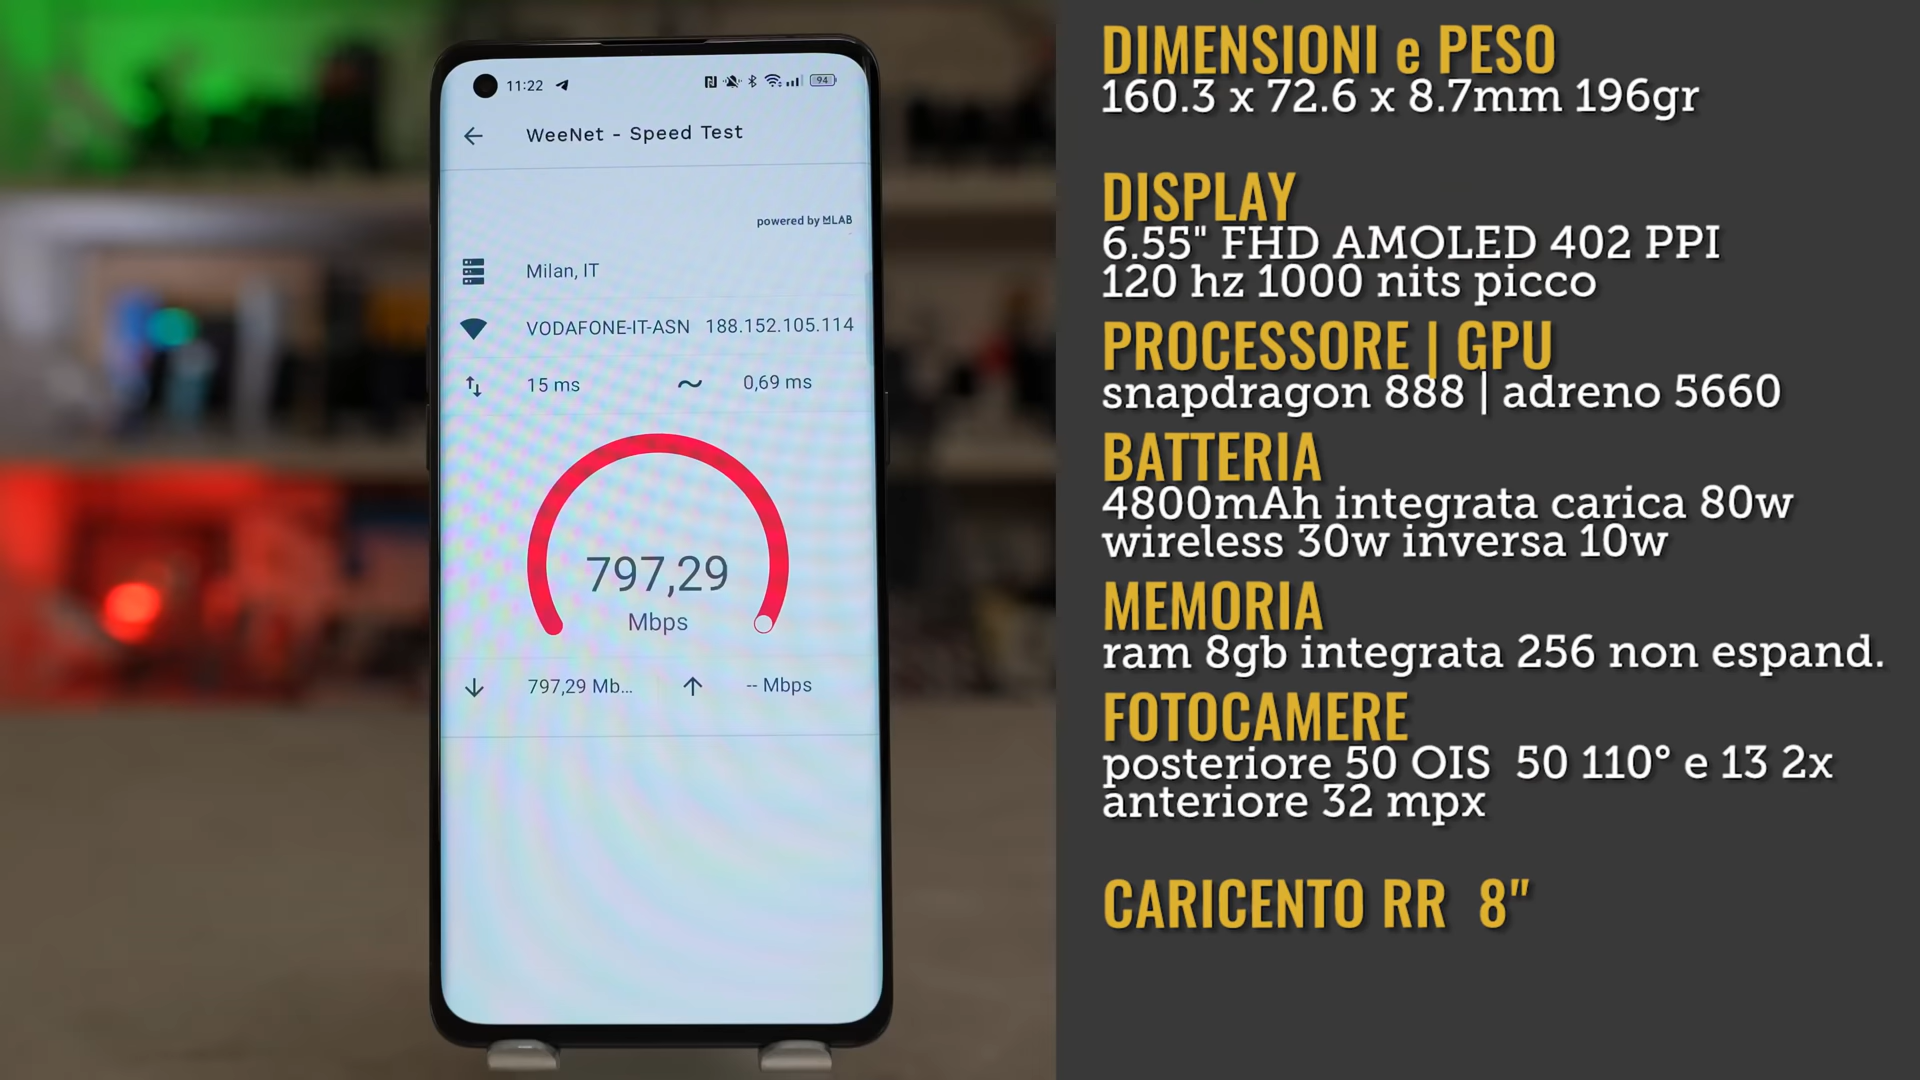 11:22
94
WeeNet - Speed Test
powered by MLAB
Milan, IT
VODAFONE-IT-ASN 188.152.105.114
15 ms 0,69 ms
797,29
Mbps
797,29 Mb... -- Mbps
DIMENSIONI e PESO
160.3 x 72.6 x 8.7mm 196gr
DISPLAY
6.55" FHD AMOLED 402 PPI
120 hz 1000 nits picco
PROCESSORE | GPU
snapdragon 888 | adreno 5660
BATTERIA
4800mAh integrata carica 80w
wireless 30w inversa 10w
MEMORIA
ram 8gb integrata 256 non espand.
FOTOCAMERE
posteriore 50 OIS 50 110° e 13 2x
anteriore 32 mpx
CARICENTO RR 8"